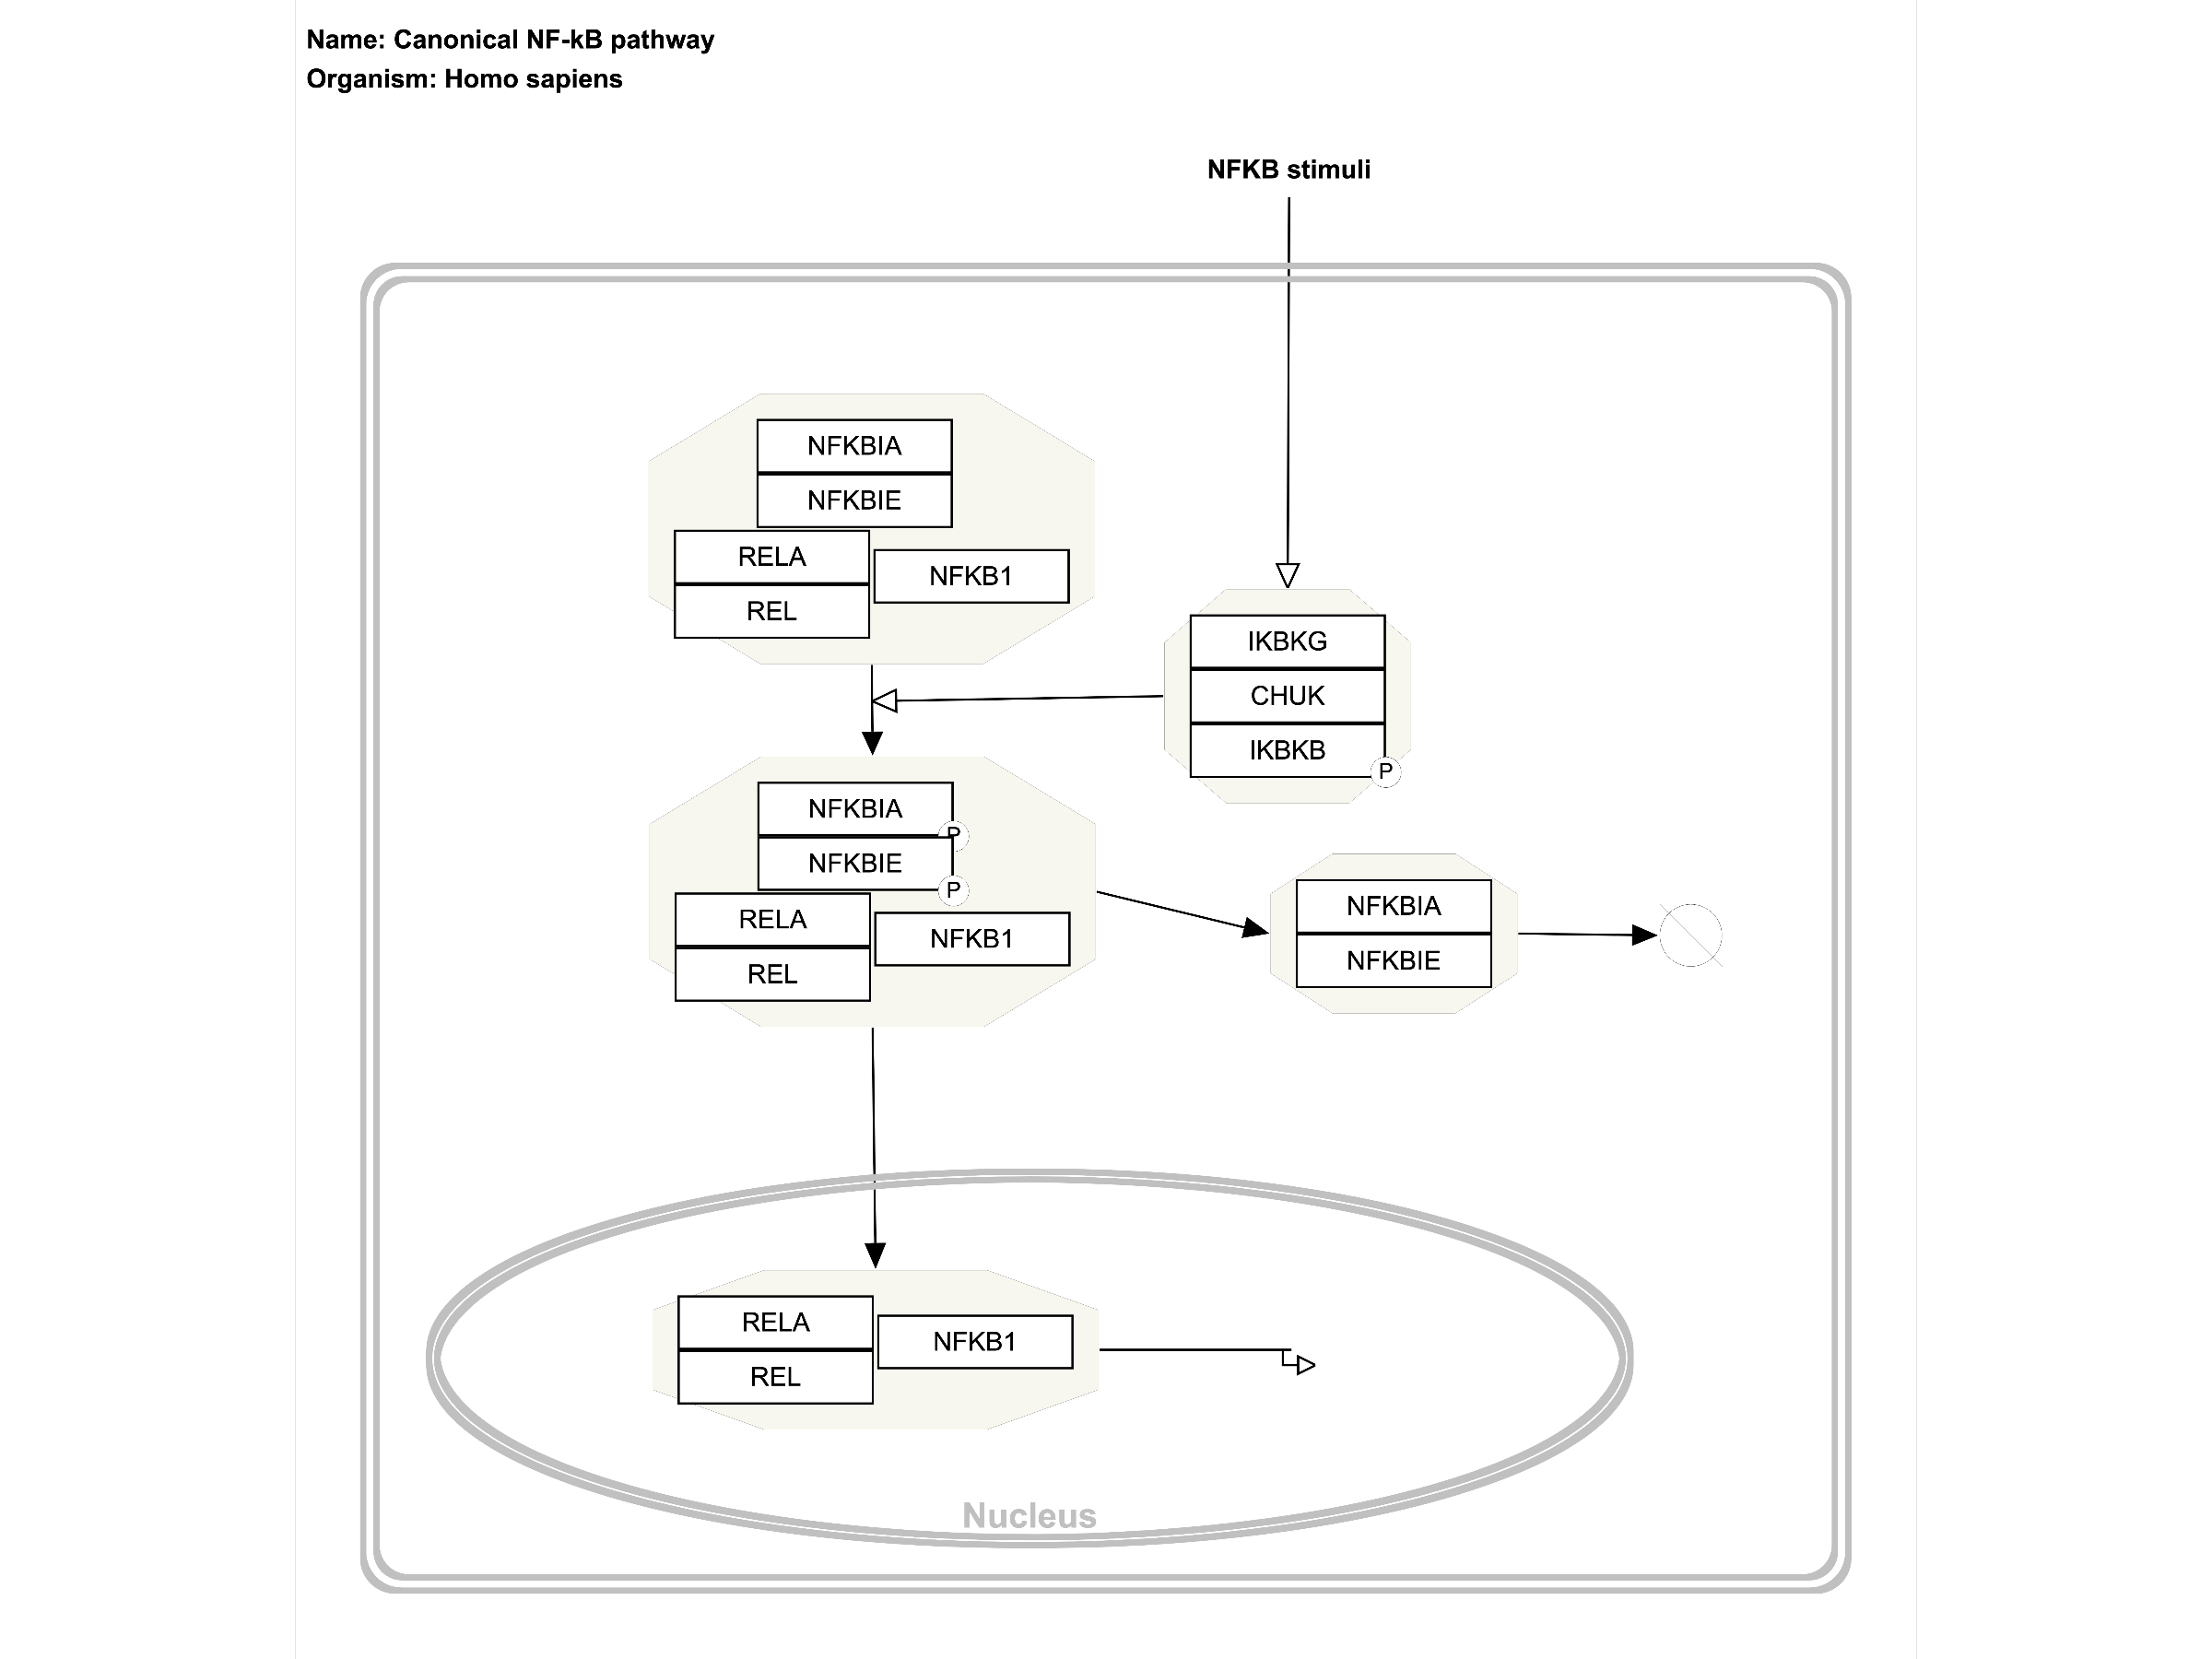 Name: Canonical NF-kB pathway
Organism: Homo sapiens
NFKB stimuli
NFKBIA
NFKBIE
RELA
NFKB1
REL
IKBKG
CHUK
IKBKB
P
NFKBIA
P
NFKBIE
P
RELA
NFKB1
REL
NFKBIA
NFKBIE
RELA
NFKB1
REL
Nucleus